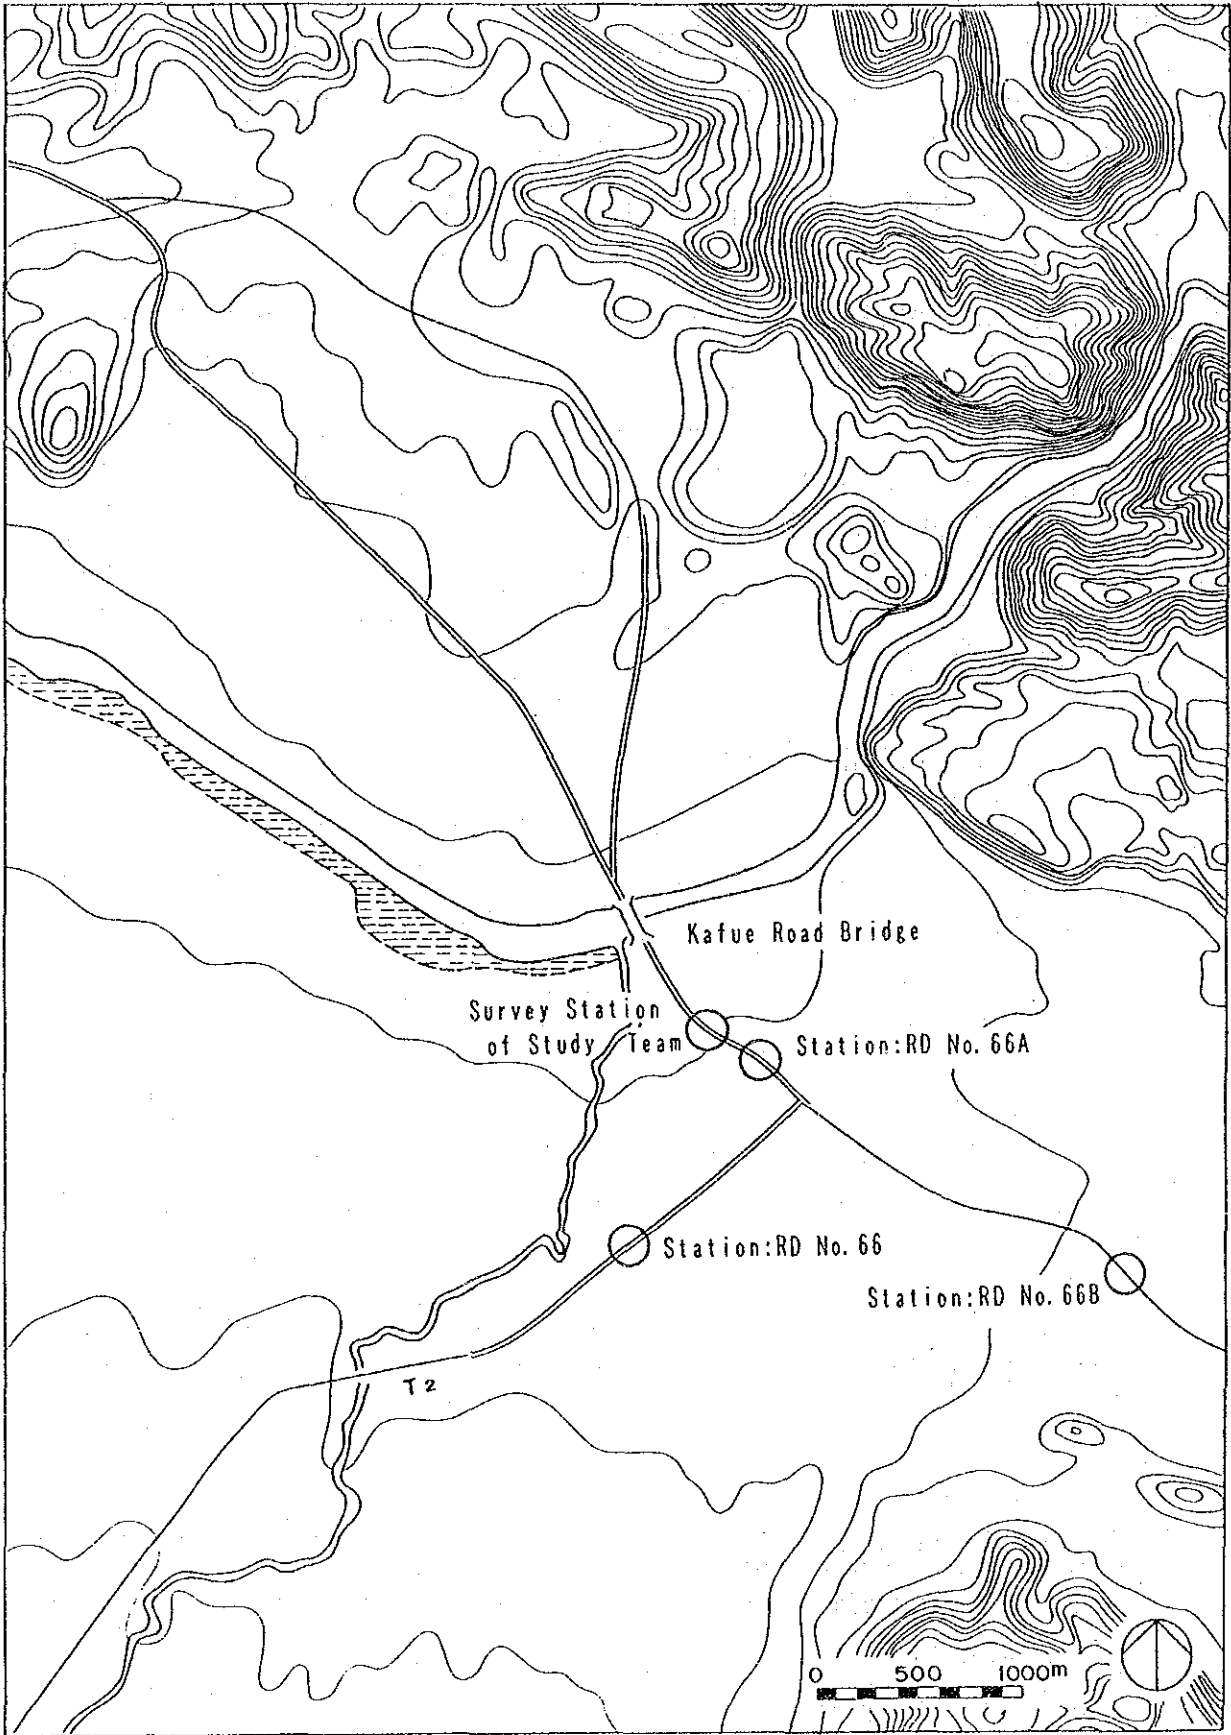 Kafue Road Bridge
Survey Station
of Study Team
Station:RD No. 66A
Station:RD No. 66
Station:RD No. 66B
T2
0 500 1000m